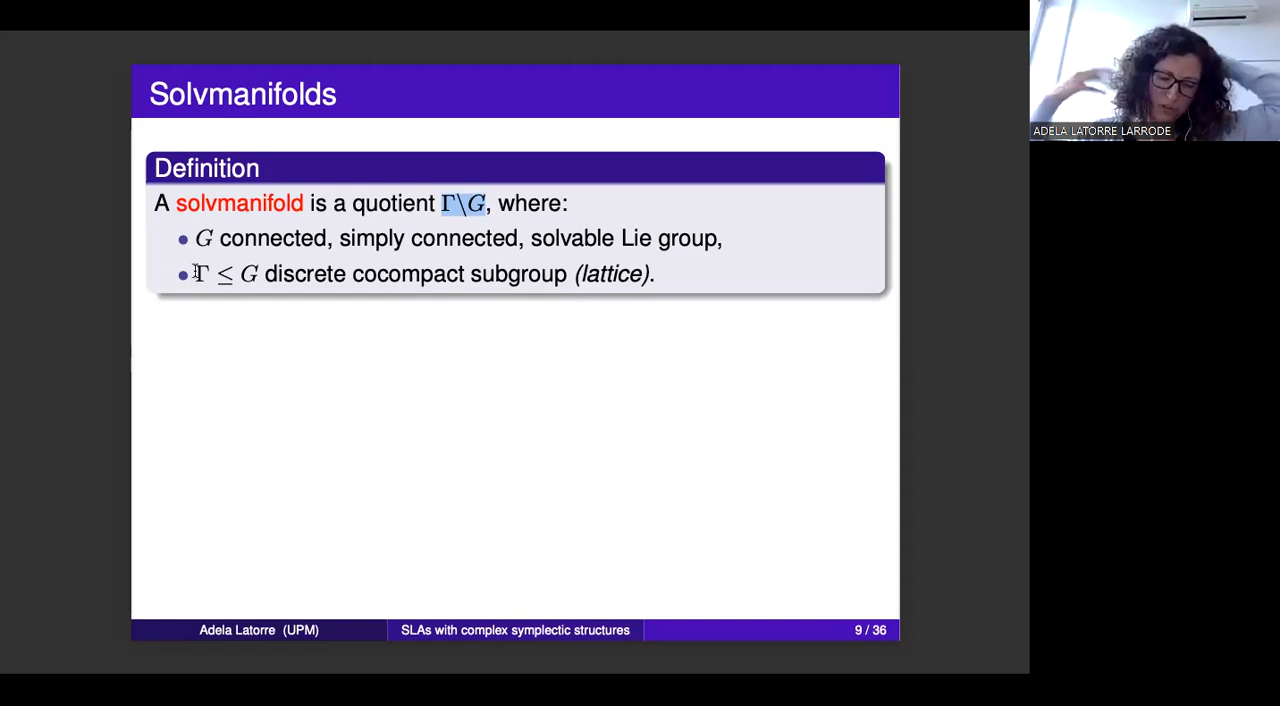 Solvmanifolds
Definition
A solvmanifold is a quotient Γ\G, where:
• G connected, simply connected, solvable Lie group,
• Γ ≤ G discrete cocompact subgroup (lattice).
Adela Latorre (UPM) SLAs with complex symplectic structures 9 / 36
ADELA LATORRE LARRODE